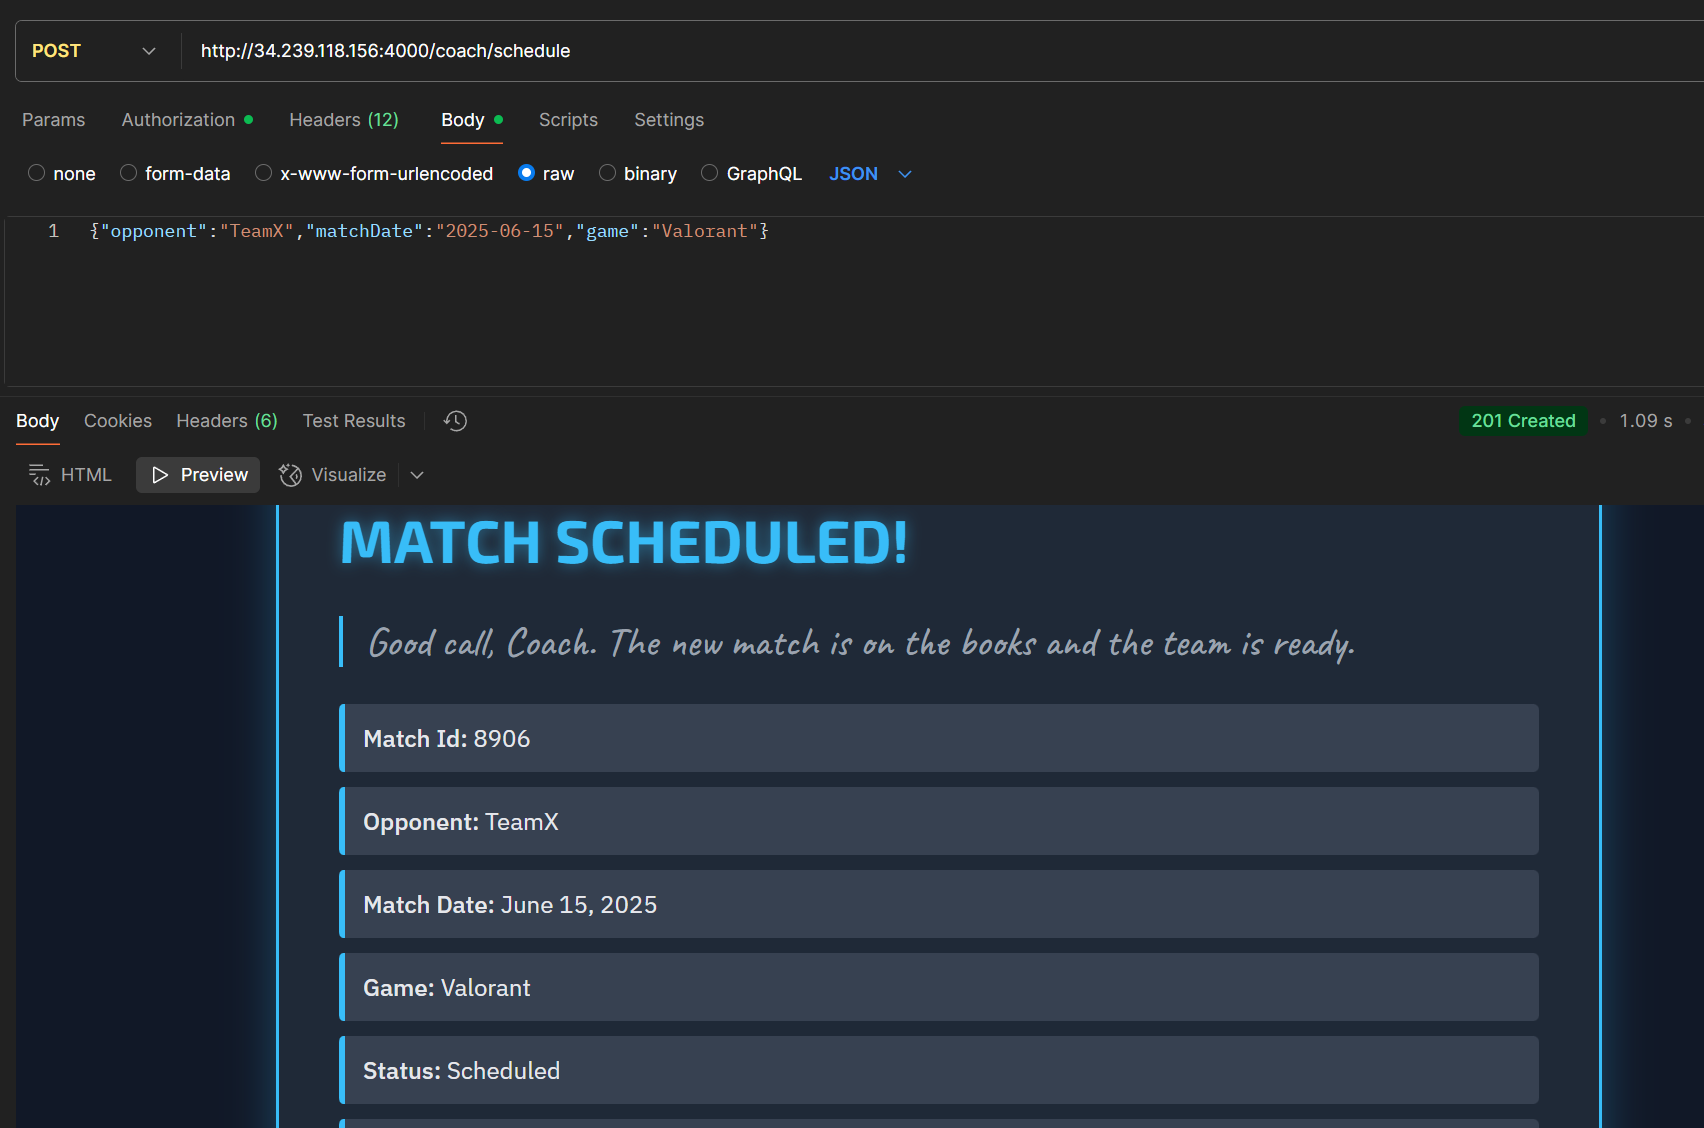 POST http://34.239.118.156:4000/coach/schedule
Params Authorization Headers (12) Body Scripts Settings
none form-data x-www-form-urlencoded raw binary GraphQL JSON
1 {"opponent":"TeamX","matchDate":"2025-06-15","game":"Valorant"}
Body Cookies Headers (6) Test Results 201 Created 1.09 s
HTML Preview Visualize
MATCH SCHEDULED!
Good call, Coach. The new match is on the books and the team is ready.
Match Id: 8906
Opponent: TeamX
Match Date: June 15, 2025
Game: Valorant
Status: Scheduled